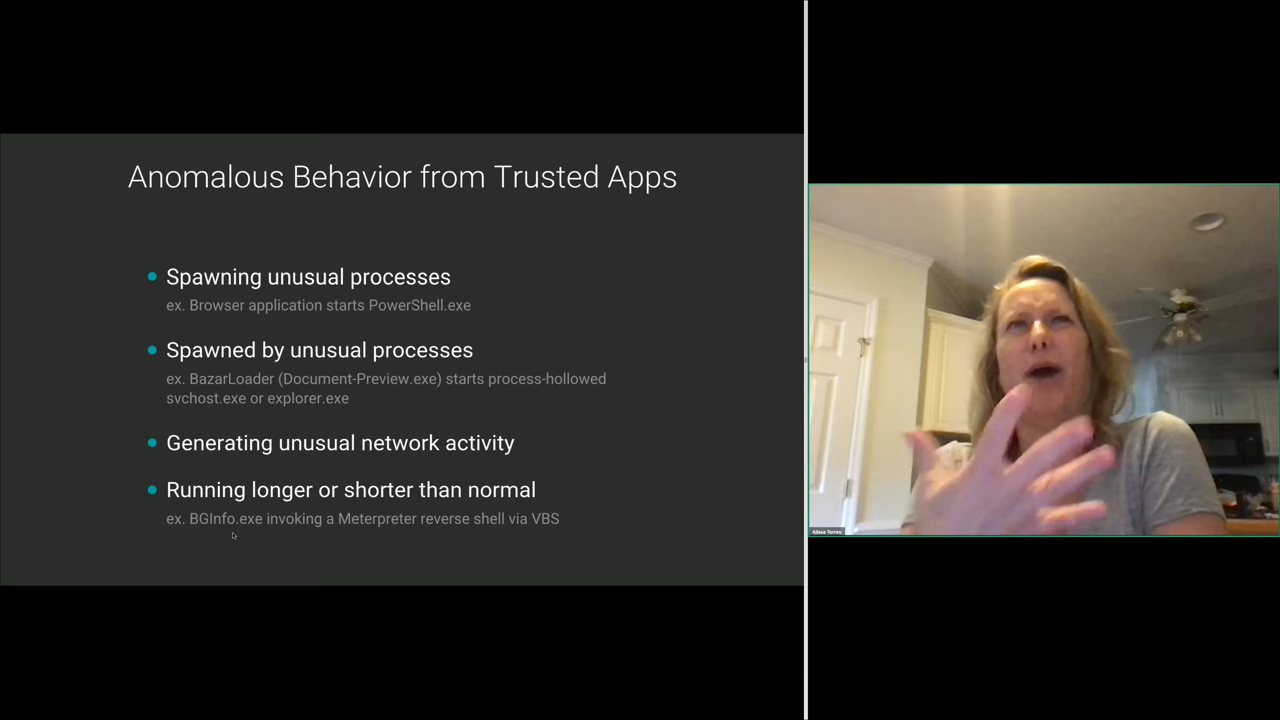 Anomalous Behavior from Trusted Apps
Spawning unusual processes
ex. Browser application starts PowerShell.exe
Spawned by unusual processes
ex. BazarLoader (Document-Preview.exe) starts process-hollowed
svchost.exe or explorer.exe
Generating unusual network activity
Running longer or shorter than normal
ex. BGInfo.exe invoking a Meterpreter reverse shell via VBS
Alissa Torres